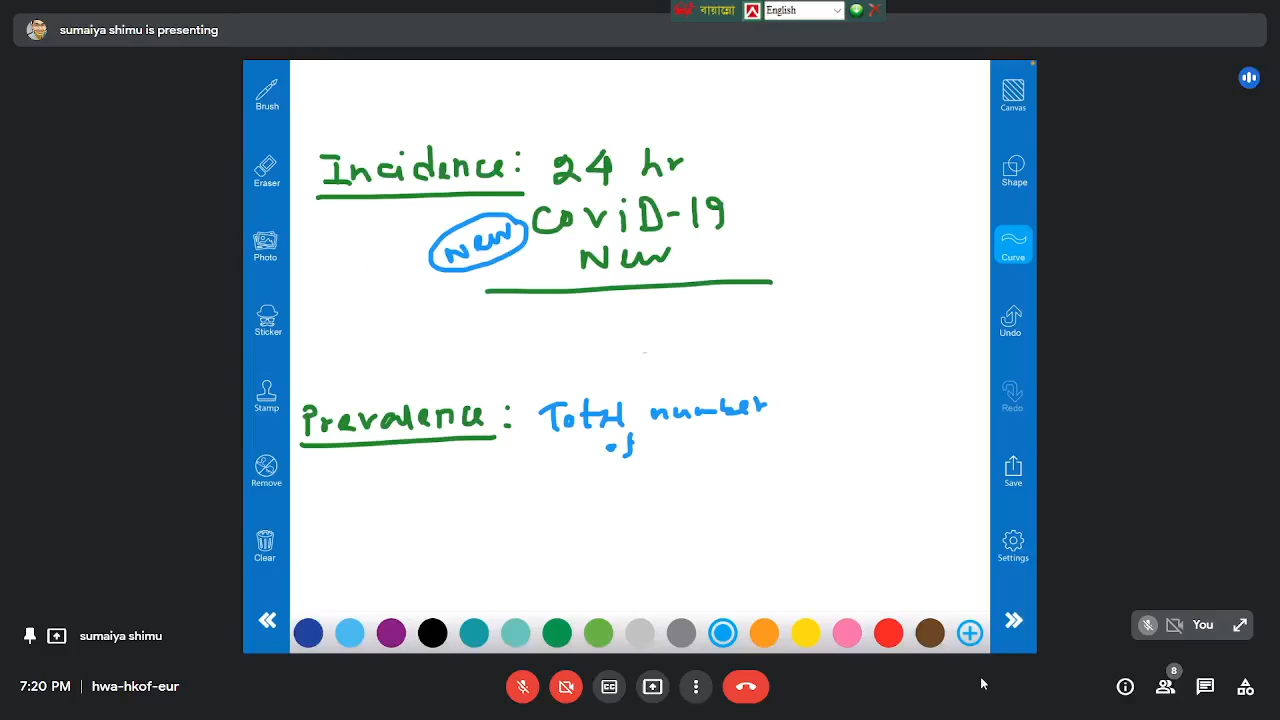 বায়ান্নো English
sumaiya shimu is presenting
Brush
Eraser
Photo
Sticker
Stamp
Remove
Clear
Incidence: 24 hr
CoviD-19
New
New
Prevalence: Total number
of
Canvas
Shape
Curve
Undo
Redo
Save
Settings
sumaiya shimu
You
7:20 PM | hwa-hkof-eur
8